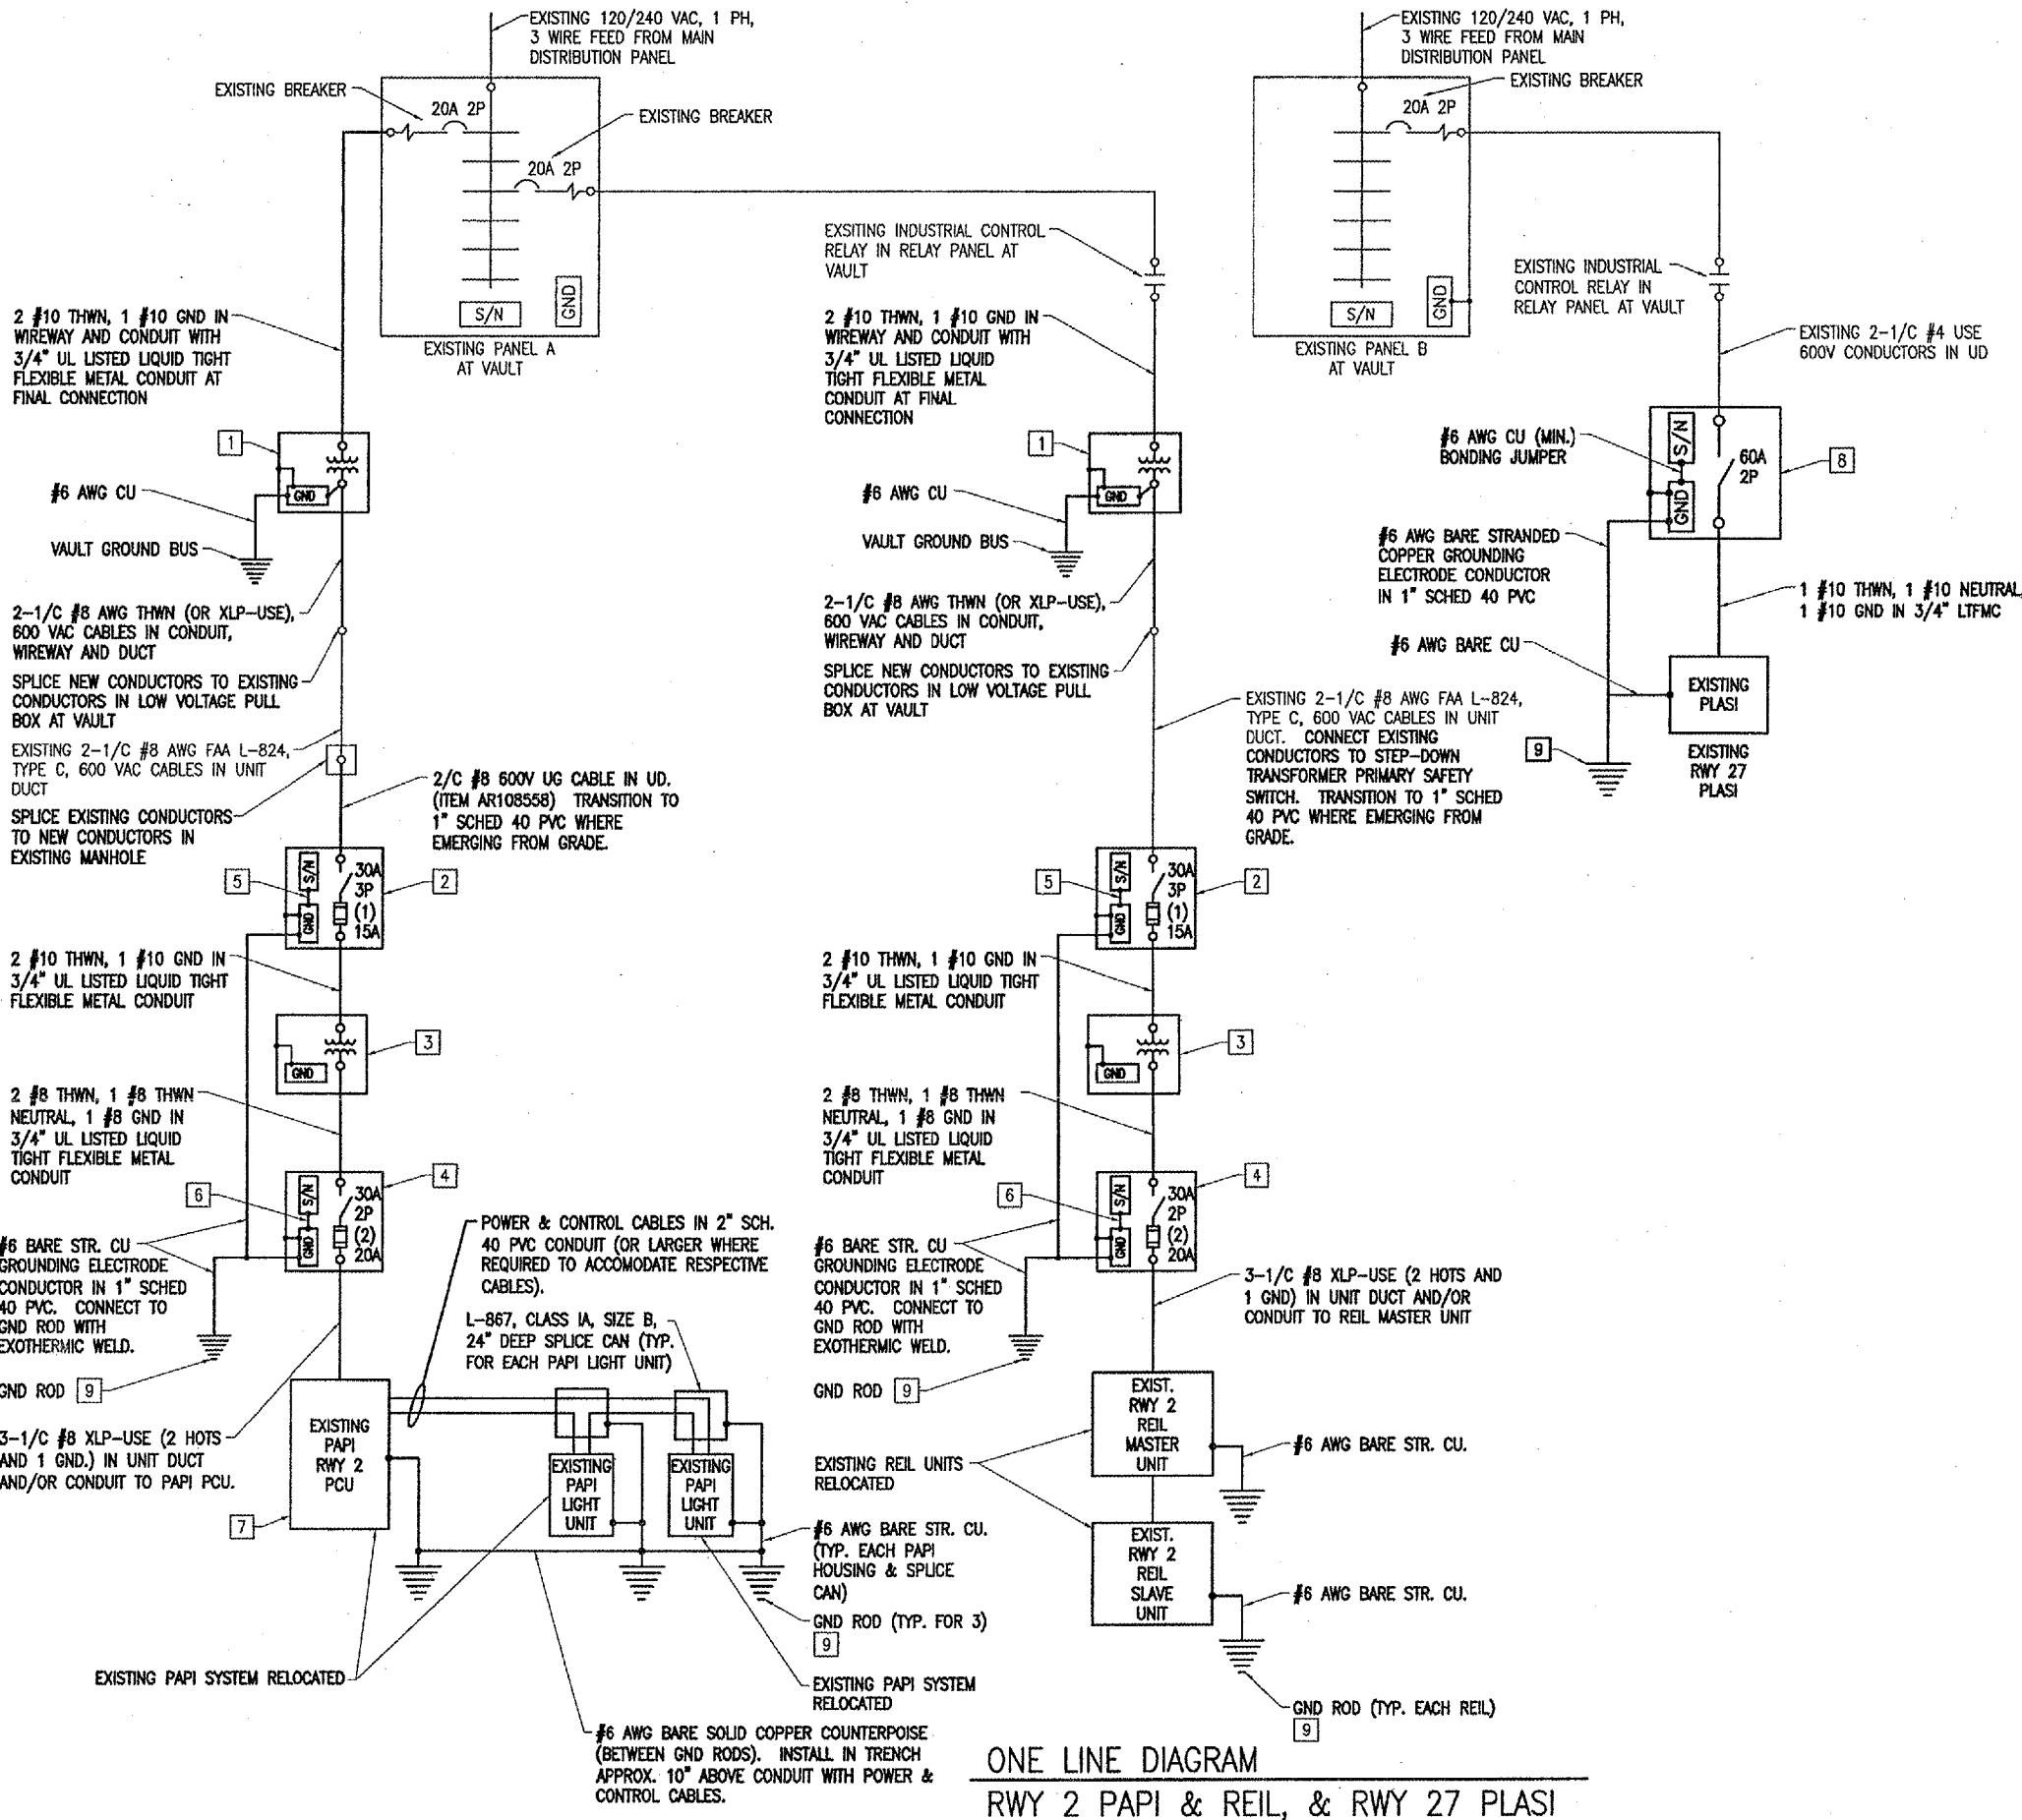 EXISTING 120/240 VAC, 1 PH,
3 WIRE FEED FROM MAIN
DISTRIBUTION PANEL
EXISTING BREAKER
20A 2P
EXISTING BREAKER
20A 2P
S/N
GND
EXISTING PANEL A
AT VAULT
EXISTING 120/240 VAC, 1 PH,
3 WIRE FEED FROM MAIN
DISTRIBUTION PANEL
EXISTING BREAKER
20A 2P
S/N
GND
EXISTING PANEL B
AT VAULT
2 #10 THWN, 1 #10 GND IN
WIREWAY AND CONDUIT WITH
3/4" UL LISTED LIQUID TIGHT
FLEXIBLE METAL CONDUIT AT
FINAL CONNECTION
1
GND
#6 AWG CU
VAULT GROUND BUS
2-1/C #8 AWG THWN (OR XLP-USE),
600 VAC CABLES IN CONDUIT,
WIREWAY AND DUCT
SPLICE NEW CONDUCTORS TO EXISTING
CONDUCTORS IN LOW VOLTAGE PULL
BOX AT VAULT
EXISTING 2-1/C #8 AWG FAA L-824,
TYPE C, 600 VAC CABLES IN UNIT
DUCT
SPLICE EXISTING CONDUCTORS
TO NEW CONDUCTORS IN
EXISTING MANHOLE
2/C #8 600V UG CABLE IN UD.
(ITEM AR108558) TRANSITION TO
1" SCHED 40 PVC WHERE
EMERGING FROM GRADE.
5
S/N
GND
30A
3P
(1)
15A
2
2 #10 THWN, 1 #10 GND IN
3/4" UL LISTED LIQUID TIGHT
FLEXIBLE METAL CONDUIT
GND
3
2 #8 THWN, 1 #8 THWN
NEUTRAL, 1 #8 GND IN
3/4" UL LISTED LIQUID
TIGHT FLEXIBLE METAL
CONDUIT
6
S/N
GND
30A
2P
(2)
20A
4
#6 BARE STR. CU
GROUNDING ELECTRODE
CONDUCTOR IN 1" SCHED
40 PVC. CONNECT TO
GND ROD WITH
EXOTHERMIC WELD.
GND ROD 9
3-1/C #8 XLP-USE (2 HOTS
AND 1 GND.) IN UNIT DUCT
AND/OR CONDUIT TO PAPI PCU.
POWER & CONTROL CABLES IN 2" SCH.
40 PVC CONDUIT (OR LARGER WHERE
REQUIRED TO ACCOMODATE RESPECTIVE
CABLES).
L-867, CLASS IA, SIZE B,
24" DEEP SPLICE CAN (TYP.
FOR EACH PAPI LIGHT UNIT)
EXISTING
PAPI
RWY 2
PCU
7
EXISTING
PAPI
LIGHT
UNIT
EXISTING
PAPI
LIGHT
UNIT
#6 AWG BARE STR. CU.
(TYP. EACH PAPI
HOUSING & SPLICE
CAN)
GND ROD (TYP. FOR 3)
9
EXISTING PAPI SYSTEM RELOCATED
EXISTING PAPI SYSTEM
RELOCATED
#6 AWG BARE SOLID COPPER COUNTERPOISE
(BETWEEN GND RODS). INSTALL IN TRENCH
APPROX. 10" ABOVE CONDUIT WITH POWER &
CONTROL CABLES.
EXSITING INDUSTRIAL CONTROL
RELAY IN RELAY PANEL AT
VAULT
2 #10 THWN, 1 #10 GND IN
WIREWAY AND CONDUIT WITH
3/4" UL LISTED LIQUID
TIGHT FLEXIBLE METAL
CONDUIT AT FINAL
CONNECTION
1
GND
#6 AWG CU
VAULT GROUND BUS
2-1/C #8 AWG THWN (OR XLP-USE),
600 VAC CABLES IN CONDUIT,
WIREWAY AND DUCT
SPLICE NEW CONDUCTORS TO EXISTING
CONDUCTORS IN LOW VOLTAGE PULL
BOX AT VAULT
EXISTING 2-1/C #8 AWG FAA L-824,
TYPE C, 600 VAC CABLES IN UNIT
DUCT. CONNECT EXISTING
CONDUCTORS TO STEP-DOWN
TRANSFORMER PRIMARY SAFETY
SWITCH. TRANSITION TO 1" SCHED
40 PVC WHERE EMERGING FROM
GRADE.
5
S/N
GND
30A
3P
(1)
15A
2
2 #10 THWN, 1 #10 GND IN
3/4" UL LISTED LIQUID TIGHT
FLEXIBLE METAL CONDUIT
GND
3
2 #8 THWN, 1 #8 THWN
NEUTRAL, 1 #8 GND IN
3/4" UL LISTED LIQUID
TIGHT FLEXIBLE METAL
CONDUIT
6
S/N
GND
30A
2P
(2)
20A
4
#6 BARE STR. CU
GROUNDING ELECTRODE
CONDUCTOR IN 1" SCHED
40 PVC. CONNECT TO
GND ROD WITH
EXOTHERMIC WELD.
GND ROD 9
3-1/C #8 XLP-USE (2 HOTS AND
1 GND) IN UNIT DUCT AND/OR
CONDUIT TO REIL MASTER UNIT
EXIST.
RWY 2
REIL
MASTER
UNIT
#6 AWG BARE STR. CU.
EXISTING REIL UNITS
RELOCATED
EXIST.
RWY 2
REIL
SLAVE
UNIT
#6 AWG BARE STR. CU.
GND ROD (TYP. EACH REIL)
9
EXISTING INDUSTRIAL
CONTROL RELAY IN
RELAY PANEL AT VAULT
EXISTING 2-1/C #4 USE
600V CONDUCTORS IN UD
#6 AWG CU (MIN.)
BONDING JUMPER
S/N
GND
60A
2P
8
#6 AWG BARE STRANDED
COPPER GROUNDING
ELECTRODE CONDUCTOR
IN 1" SCHED 40 PVC
1 #10 THWN, 1 #10 NEUTRAL,
1 #10 GND IN 3/4" LTFMC
#6 AWG BARE CU
EXISTING
PLASI
9
EXISTING
RWY 27
PLASI
ONE LINE DIAGRAM
RWY 2 PAPI & REIL, & RWY 27 PLASI